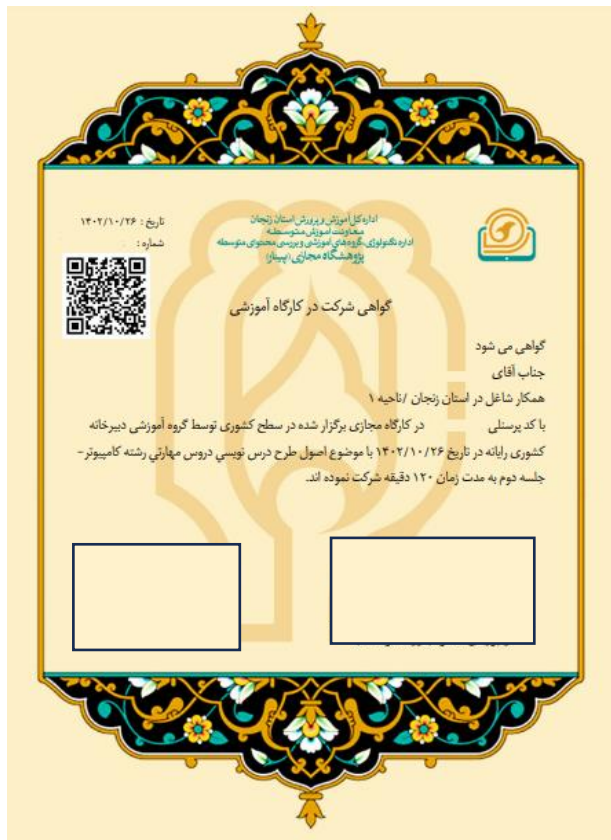 اداره کل آموزش و پرورش استان زنجان
معاونت آموزش متوسطه
اداره تکنولوژی، گروه های آموزشی و بررسی محتوای متوسطه
پژوهشگاه مجازی (پیینار)
تاریخ : ۱۴۰۲/۱۰/۲۶
شماره :
گواهی شرکت در کارگاه آموزشی
گواهی می شود
جناب آقای
همکار شاغل در استان زنجان /ناحیه ۱
با کد پرسنلی در کارگاه مجازی برگزار شده در سطح کشوری توسط گروه آموزشی دبیرخانه
کشوری رایانه در تاریخ ۱۴۰۲/۱۰/۲۶ با موضوع اصول طرح درس نویسي دروس مهارتي رشته کامپیوتر -
جلسه دوم به مدت زمان ۱۲۰ دقیقه شرکت نموده اند.